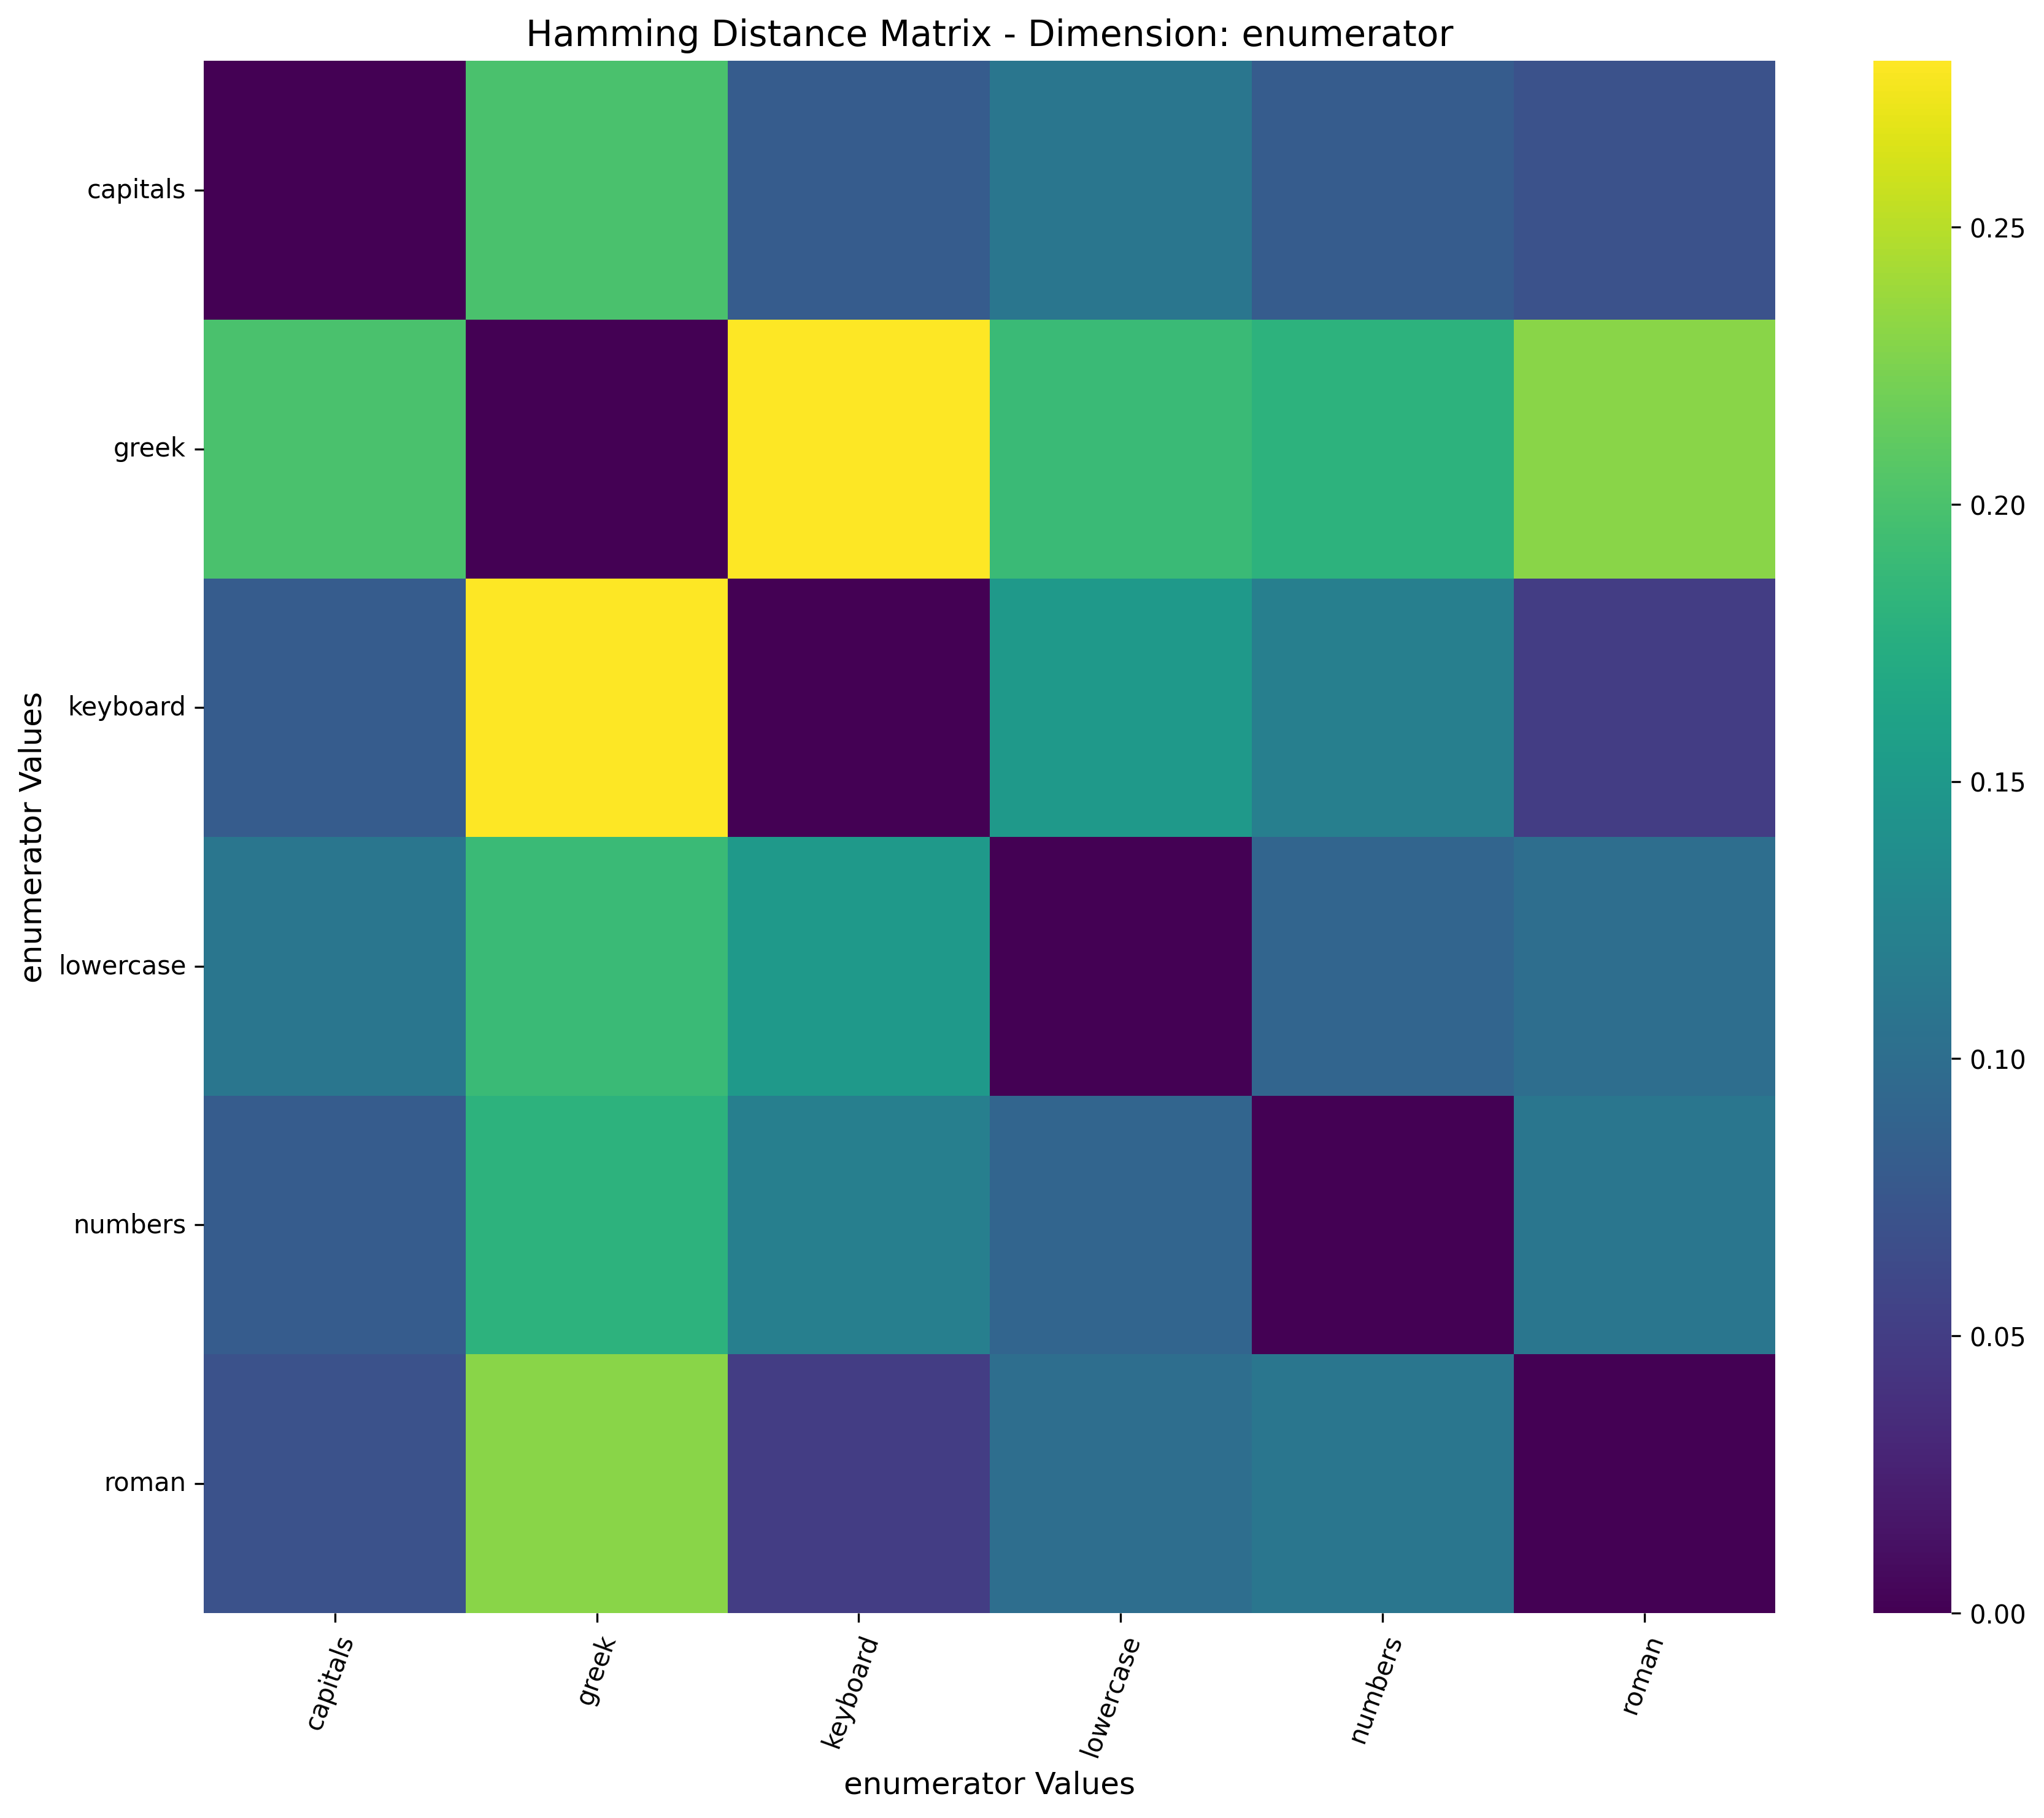 Hamming Distance Matrix - Dimension: enumerator
enumerator Values
capitals
greek
keyboard
lowercase
numbers
roman
capitals
greek
keyboard
lowercase
numbers
roman
enumerator Values
0.25
0.20
0.15
0.10
0.05
0.00